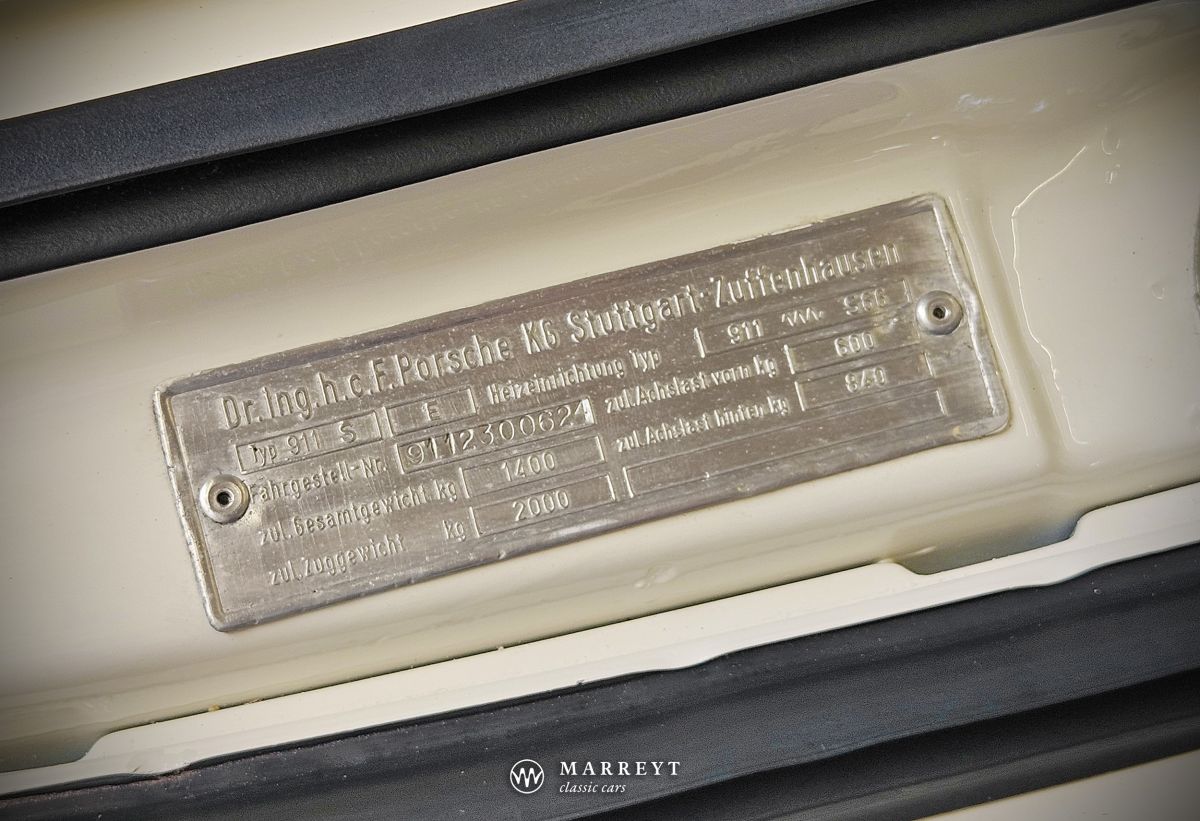 Dr.Ing.h.c.F.Porsche KG Stuttgart-Zuffenhausen
Typ 911 S E Heizeinrichtung Typ 911 S66
Fahrgestell-Nr. 9112300624 zul.Achslast vorn kg 600
zul.Gesamtgewicht kg 1400 zul.Achslast hinten kg 840
zul.Zuggewicht kg 2000
MARREYT
classic cars